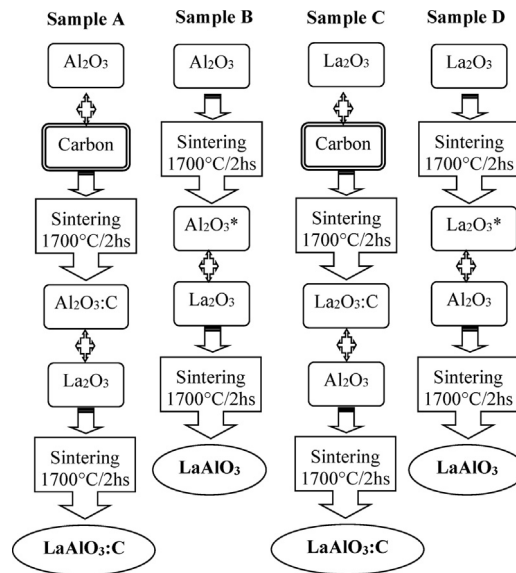 Sample A
Al₂O₃
Carbon
Sintering
1700°C/2hs
Al₂O₃:C
La₂O₃
Sintering
1700°C/2hs
LaAlO₃:C
Sample B
Al₂O₃
Sintering
1700°C/2hs
Al₂O₃*
La₂O₃
Sintering
1700°C/2hs
LaAlO₃
Sample C
La₂O₃
Carbon
Sintering
1700°C/2hs
La₂O₃:C
Al₂O₃
Sintering
1700°C/2hs
LaAlO₃:C
Sample D
La₂O₃
Sintering
1700°C/2hs
La₂O₃*
Al₂O₃
Sintering
1700°C/2hs
LaAlO₃